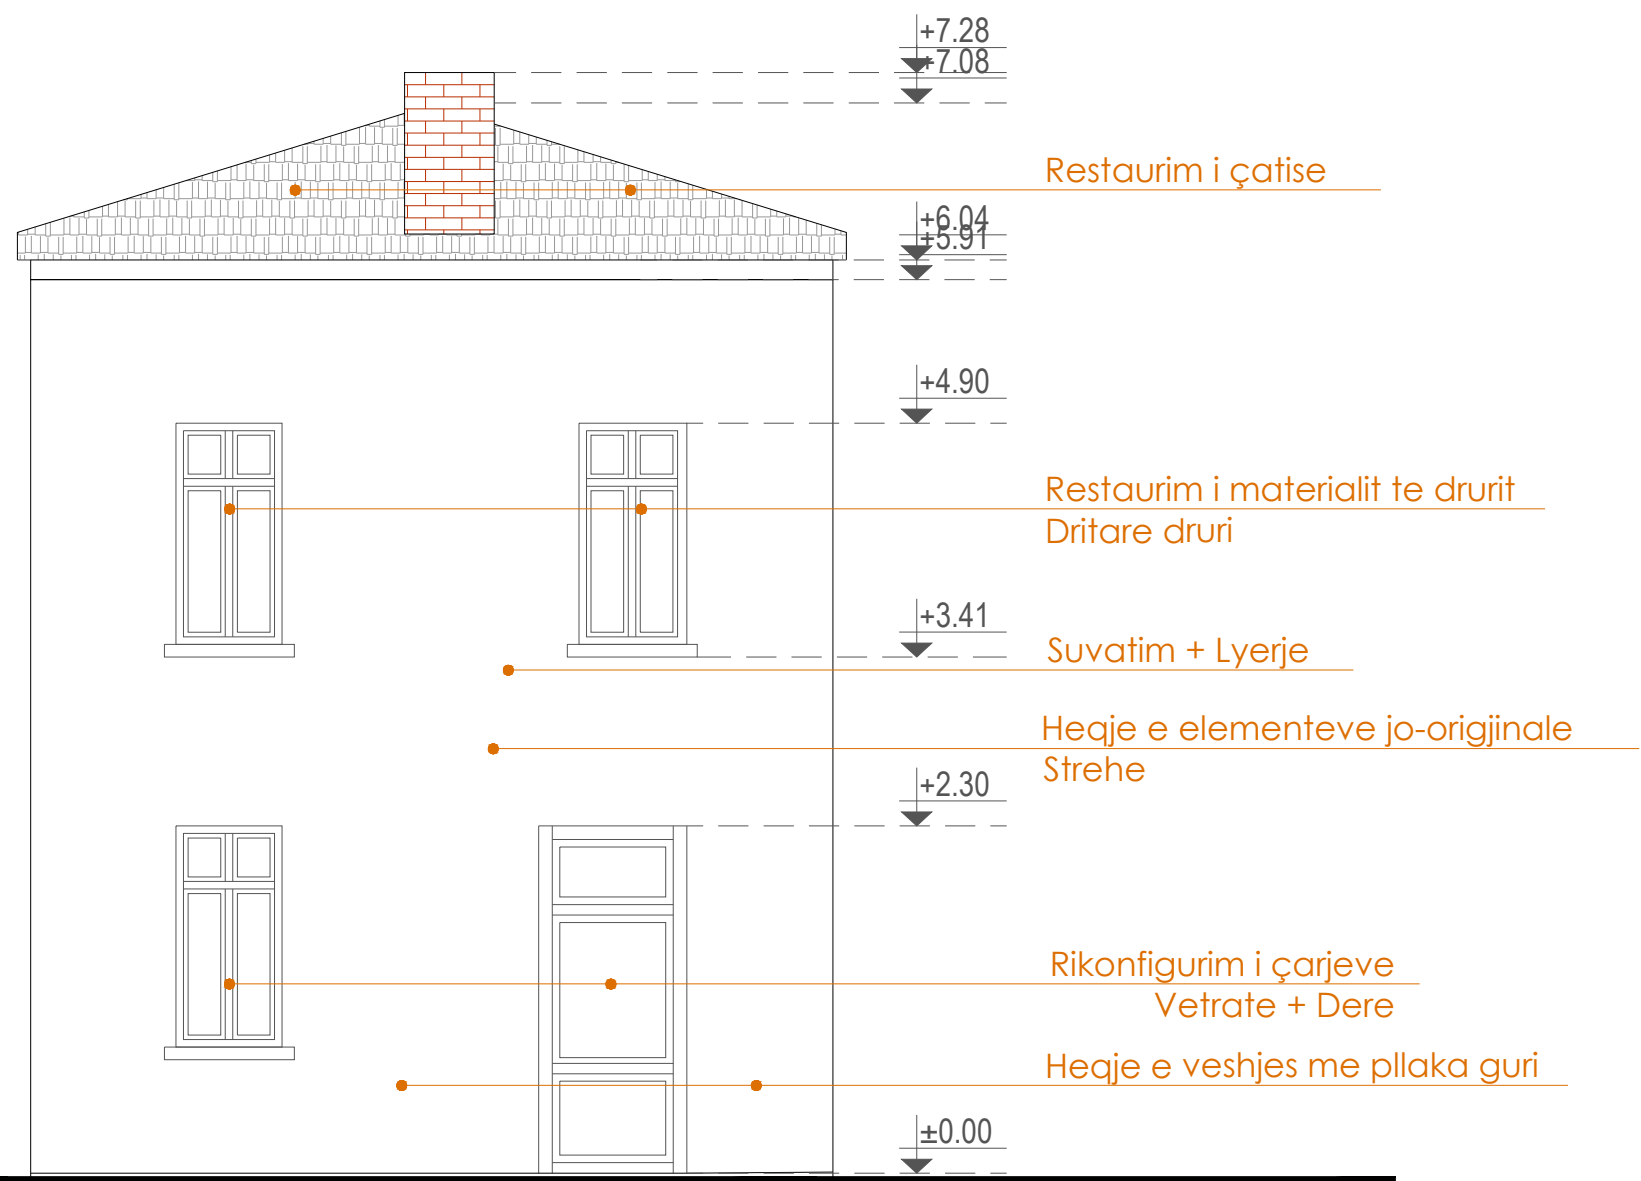 +7.28
+7.08
Restaurim i çatise
+6.04
+5.91
+4.90
Restaurim i materialit te drurit
Dritare druri
+3.41
Suvatim + Lyerje
Heqje e elementeve jo-origjinale
Strehe
+2.30
Rikonfigurim i çarjeve
Vetrate + Dere
Heqje e veshjes me pllaka guri
±0.00